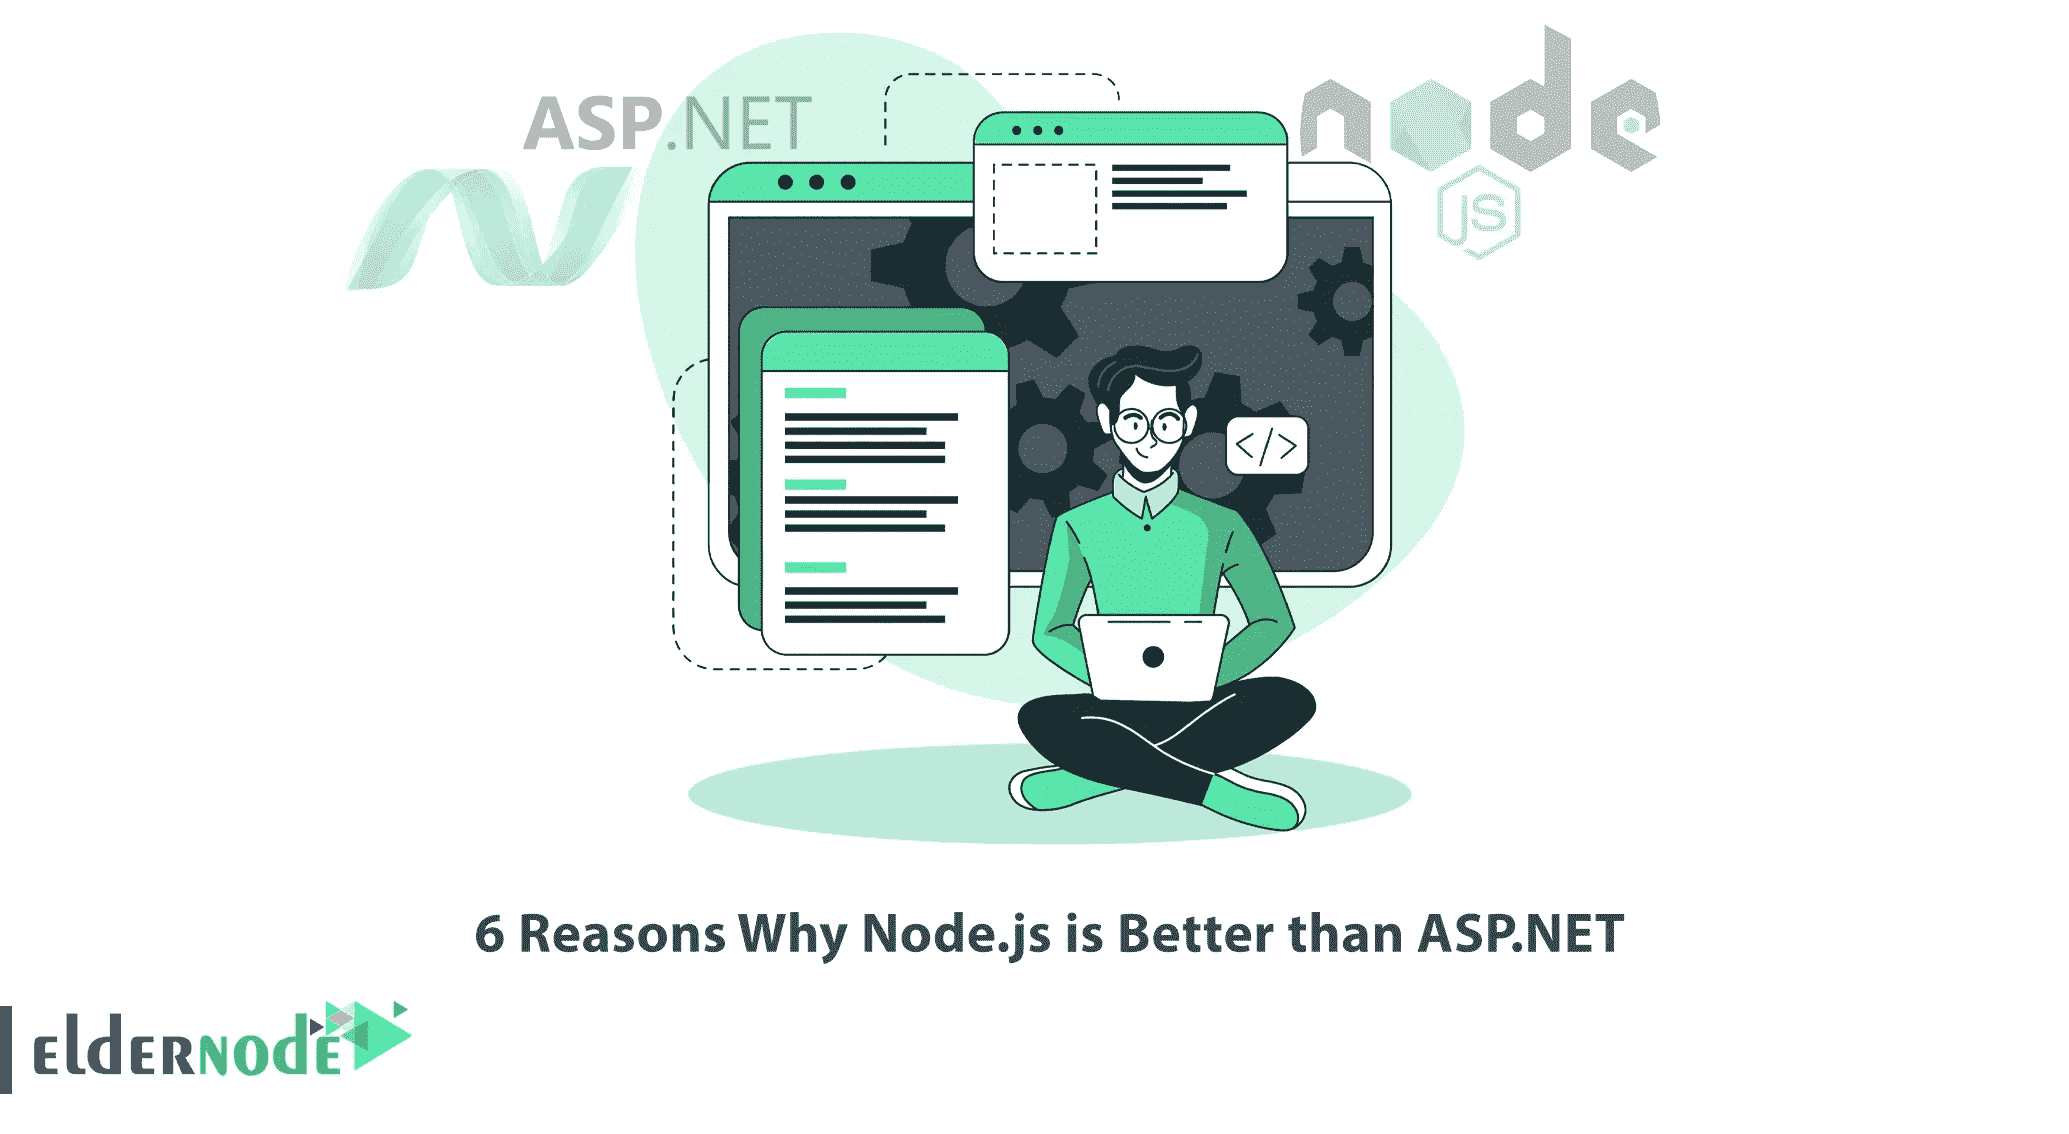 ASP.NET
node
JS
</>
6 Reasons Why Node.js is Better than ASP.NET
ELDERNODE